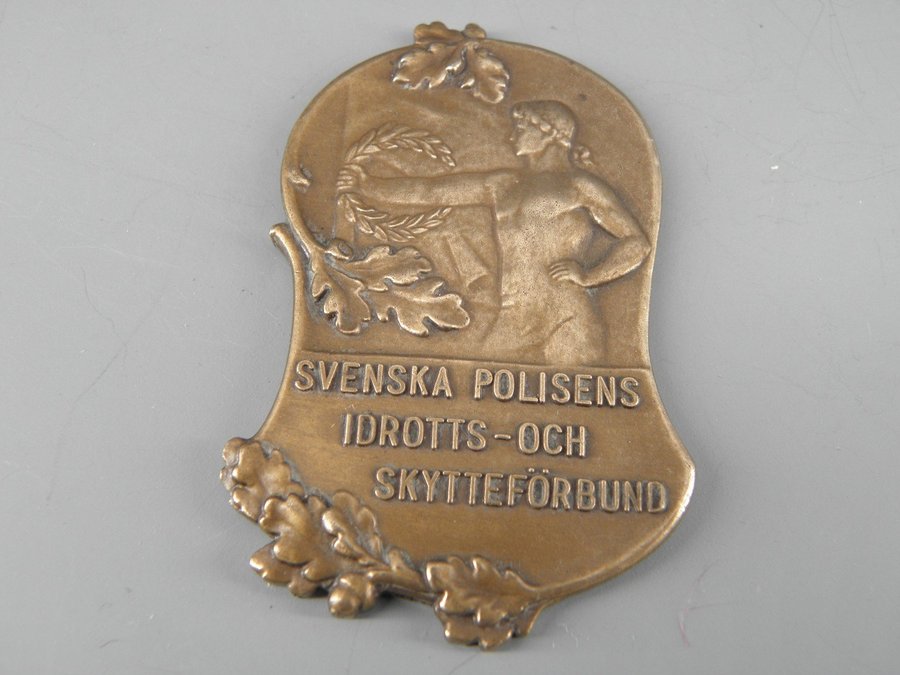 SVENSKA POLISENS
IDROTTS-OCH
SKYTTEFÖRBUND